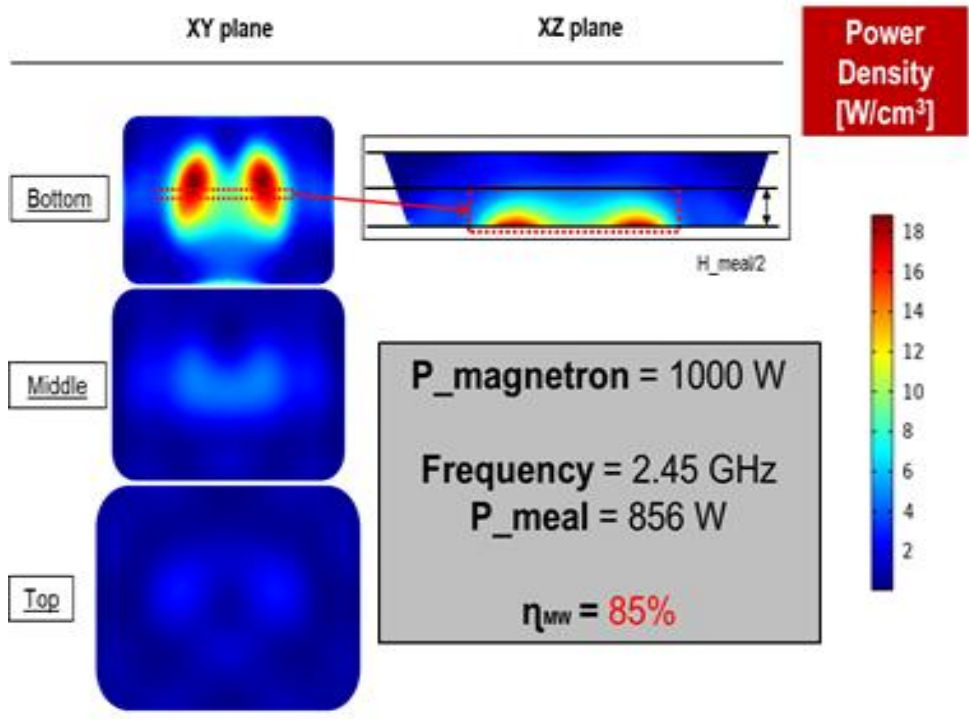 XY plane
XZ plane
Power
Density
[W/cm³]
Bottom
H_meal/2
Middle
Top
P_magnetron = 1000 W
Frequency = 2.45 GHz
P_meal = 856 W
η_MW = 85%
18
16
14
12
10
8
6
4
2